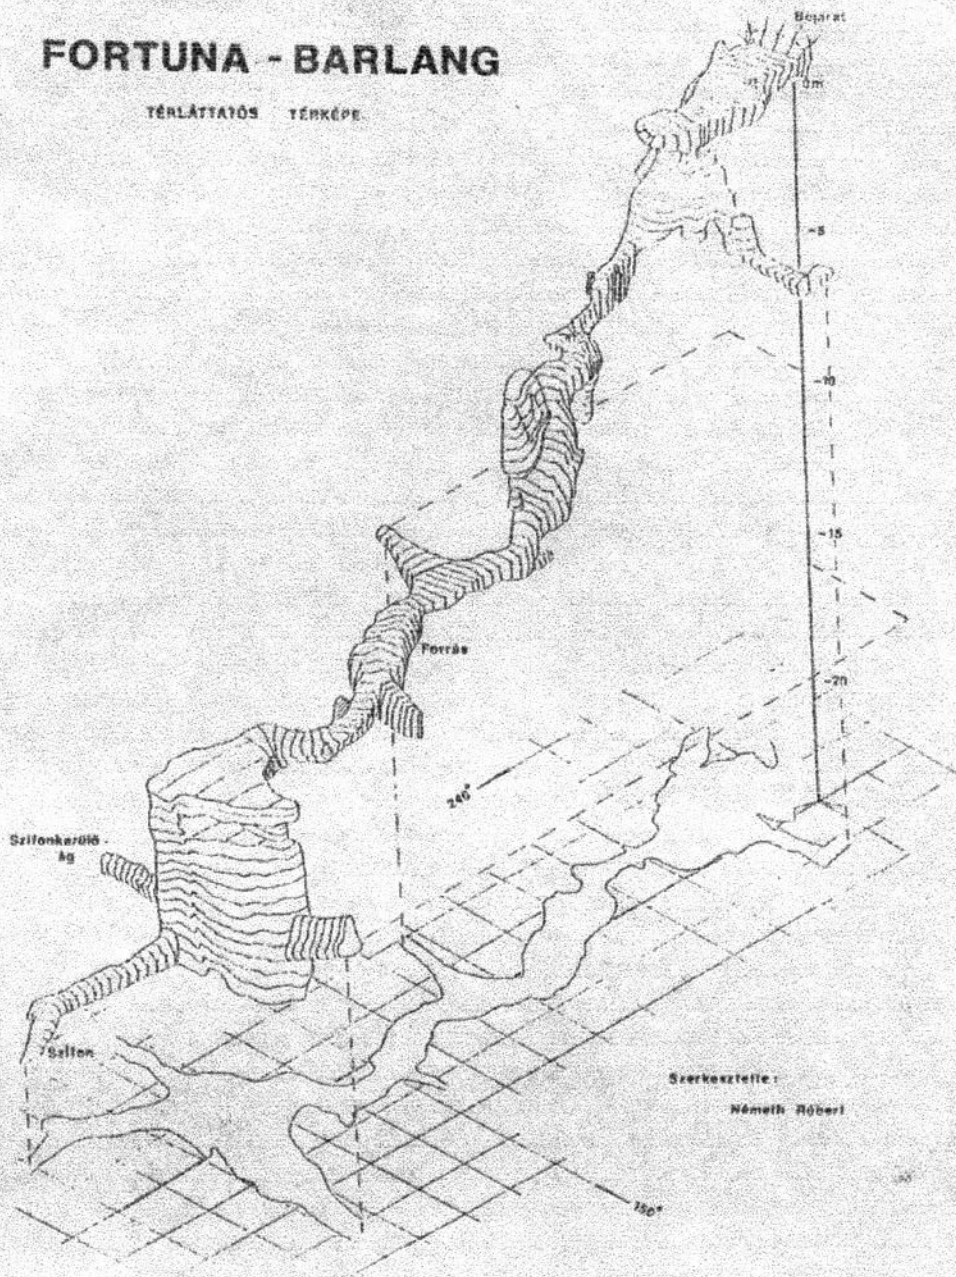 FORTUNA - BARLANG
TÉRLÁTTATÓS TÉRKÉPE
Bejárat
0m
-5
-10
-15
Forrás
-20
240°
Szifonkerülő -
ág
Szifon
Szerkesztette :
Németh Róbert
150°